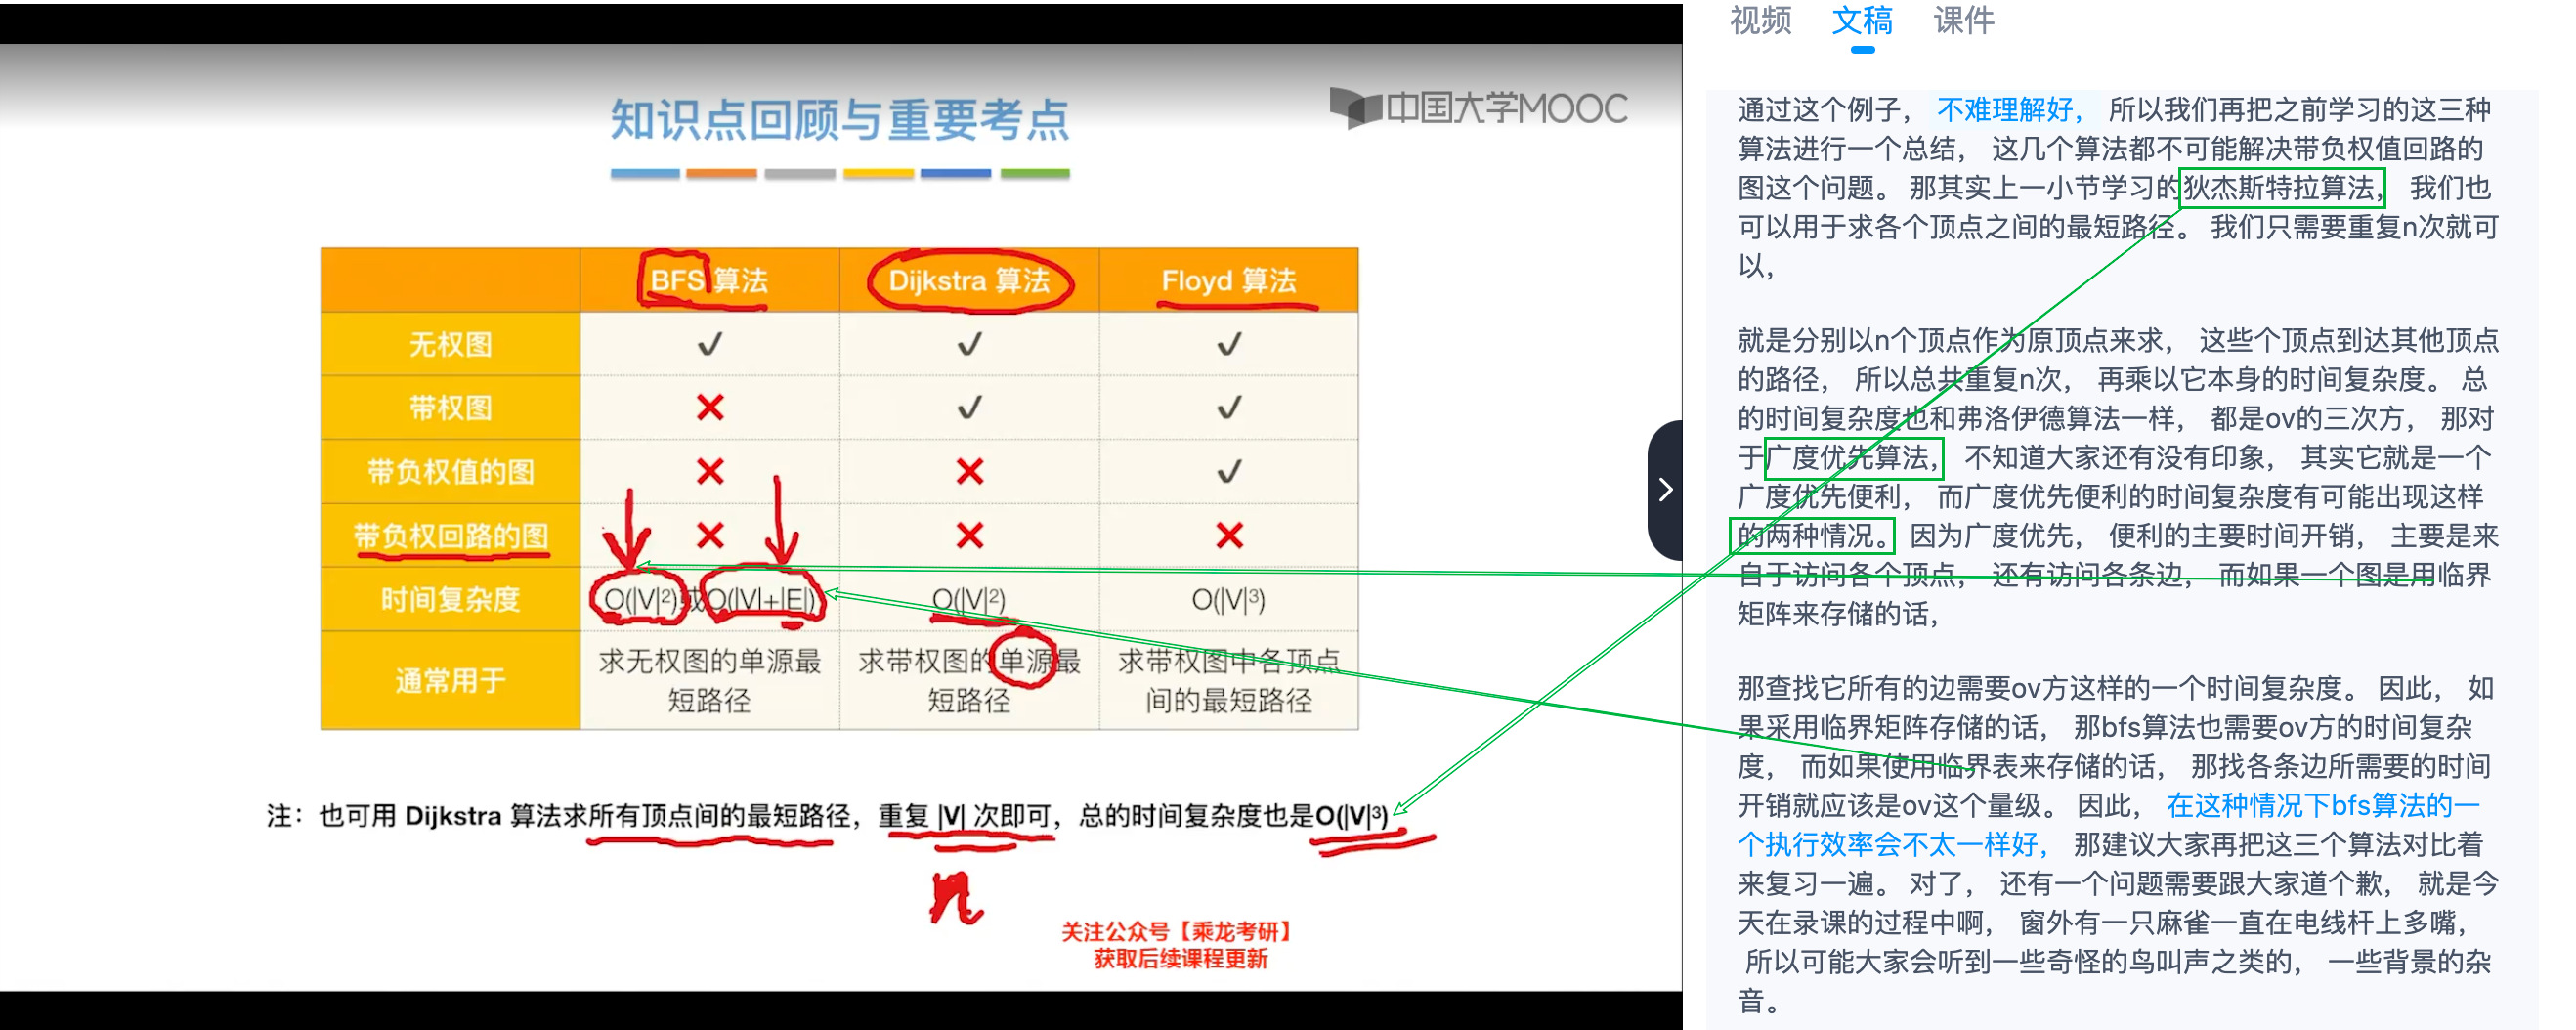 知识点回顾与重要考点
中国大学MOOC
BFS 算法
Dijkstra 算法
Floyd 算法
无权图
✓
✓
✓
带权图
✕
✓
✓
带负权值的图
✕
✕
✓
带负权回路的图
✕
✕
✕
时间复杂度
O(|V|²)或O(|V|+|E|)
O(|V|²)
O(|V|³)
通常用于
求无权图的单源最
短路径
求带权图的单源最
短路径
求带权图中各顶点
间的最短路径
注：也可用 Dijkstra 算法求所有顶点间的最短路径，重复 |V| 次即可，总的时间复杂度也是O(|V|³)
n
关注公众号【乘龙考研】
获取后续课程更新
视频 文稿 课件
通过这个例子， 不难理解好， 所以我们再把之前学习的这三种
算法进行一个总结， 这几个算法都不可能解决带负权值回路的
图这个问题。 那其实上一小节学习的狄杰斯特拉算法， 我们也
可以用于求各个顶点之间的最短路径。 我们只需要重复n次就可
以，
就是分别以n个顶点作为原顶点来求， 这些个顶点到达其他顶点
的路径， 所以总共重复n次， 再乘以它本身的时间复杂度。 总
的时间复杂度也和弗洛伊德算法一样， 都是ov的三次方， 那对
于广度优先算法， 不知道大家还有没有印象， 其实它就是一个
广度优先便利， 而广度优先便利的时间复杂度有可能出现这样
的两种情况。 因为广度优先， 便利的主要时间开销， 主要是来
自于访问各个顶点， 还有访问各条边， 而如果一个图是用临界
矩阵来存储的话，
那查找它所有的边需要ov方这样的一个时间复杂度。 因此， 如
果采用临界矩阵存储的话， 那bfs算法也需要ov方的时间复杂
度， 而如果使用临界表来存储的话， 那找各条边所需要的时间
开销就应该是ov这个量级。 因此， 在这种情况下bfs算法的一
个执行效率会不太一样好， 那建议大家再把这三个算法对比着
来复习一遍。 对了， 还有一个问题需要跟大家道个歉， 就是今
天在录课的过程中啊， 窗外有一只麻雀一直在电线杆上多嘴，
所以可能大家会听到一些奇怪的鸟叫声之类的， 一些背景的杂
音。